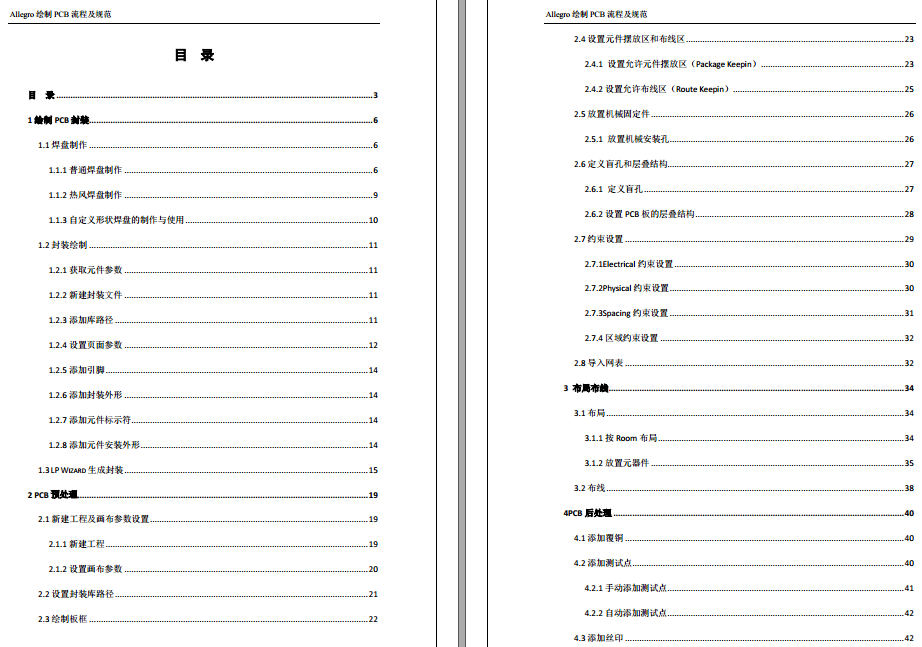 Allegro 绘制 PCB 流程及规范
目 录
目 录 3
1 绘制 PCB 封装 6
1.1 焊盘制作 6
1.1.1 普通焊盘制作 6
1.1.2 热风焊盘制作 9
1.1.3 自定义形状焊盘的制作与使用 10
1.2 封装绘制 11
1.2.1 获取元件参数 11
1.2.2 新建封装文件 11
1.2.3 添加库路径 11
1.2.4 设置页面参数 12
1.2.5 添加引脚 14
1.2.6 添加封装外形 14
1.2.7 添加元件标示符 14
1.2.8 添加元件安装外形 14
1.3 LP WIZARD 生成封装 15
2 PCB 预处理 19
2.1 新建工程及画布参数设置 19
2.1.1 新建工程 19
2.1.2 设置画布参数 20
2.2 设置封装库路径 21
2.3 绘制板框 22
Allegro 绘制 PCB 流程及规范
2.4 设置元件摆放区和布线区 23
2.4.1 设置允许元件摆放区（Package Keepin） 23
2.4.2 设置允许布线区（Route Keepin） 25
2.5 放置机械固定件 26
2.5.1 放置机械安装孔 26
2.6 定义盲孔和层叠结构 27
2.6.1 定义盲孔 27
2.6.2 设置 PCB 板的层叠结构 28
2.7 约束设置 29
2.7.1Electrical 约束设置 30
2.7.2Physical 约束设置 30
2.7.3Spacing 约束设置 31
2.7.4 区域约束设置 32
2.8 导入网表 32
3 布局布线 34
3.1 布局 34
3.1.1 按 Room 布局 34
3.1.2 放置元器件 35
3.2 布线 38
4PCB 后处理 40
4.1 添加覆铜 40
4.2 添加测试点 40
4.2.1 手动添加测试点 41
4.2.2 自动添加测试点 42
4.3 添加丝印 42